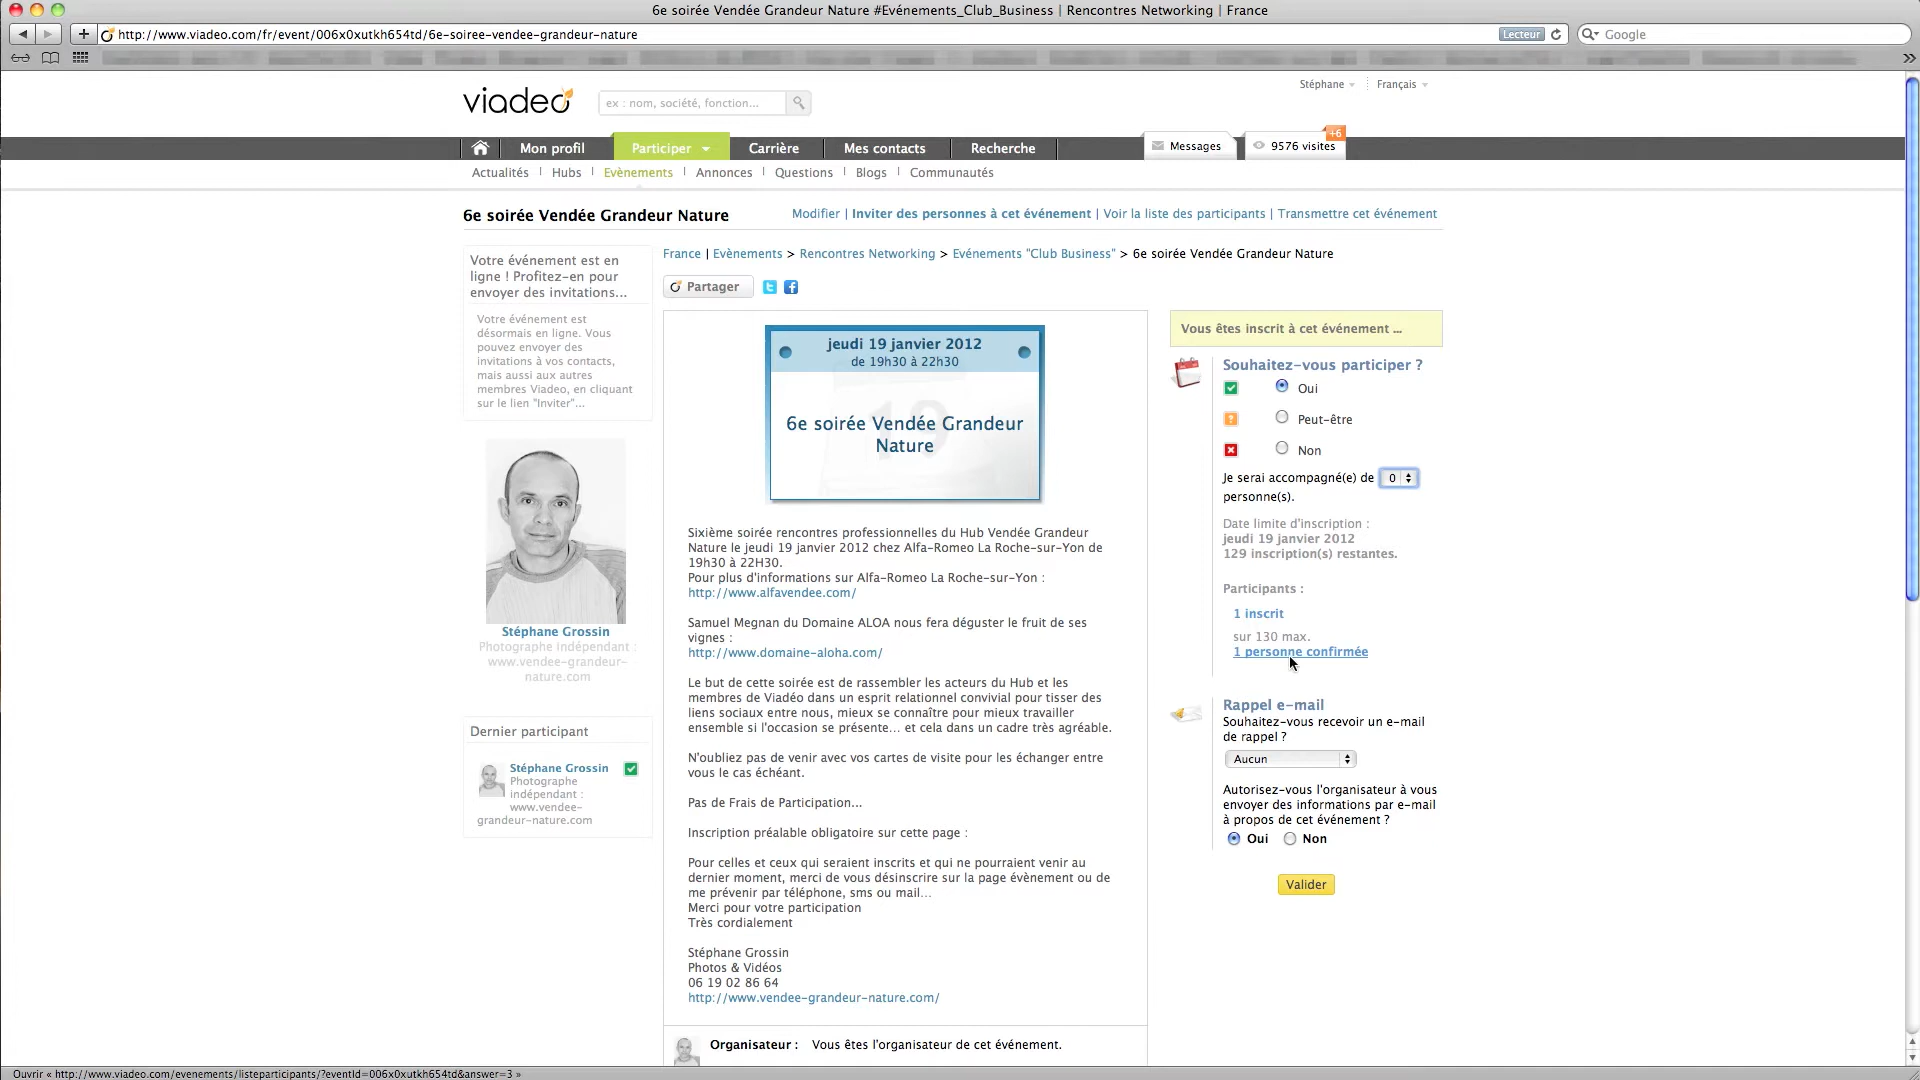 6e soirée Vendée Grandeur Nature #Evénements_Club_Business | Rencontres Networking | France
http://www.viadeo.com/fr/event/006x0xutkh654td/6e-soiree-vendee-grandeur-nature
Lecteur
Google
Stéphane
Français
viadeo
ex : nom, société, fonction...
Mon profil
Participer
Carrière
Mes contacts
Recherche
Messages
9576 visites
+6
Actualités
Hubs
Evènements
Annonces
Questions
Blogs
Communautés
6e soirée Vendée Grandeur Nature
Modifier | Inviter des personnes à cet événement | Voir la liste des participants | Transmettre cet événement
Votre événement est en
ligne ! Profitez-en pour
envoyer des invitations...
Votre événement est
désormais en ligne. Vous
pouvez envoyer des
invitations à vos contacts,
mais aussi aux autres
membres Viadeo, en cliquant
sur le lien "Inviter"...
Stéphane Grossin
Photographe indépendant :
www.vendee-grandeur-
nature.com
Dernier participant
Stéphane Grossin
Photographe
indépendant :
www.vendee-
grandeur-nature.com
France | Evènements > Rencontres Networking > Evénements "Club Business" > 6e soirée Vendée Grandeur Nature
Partager
jeudi 19 janvier 2012
de 19h30 à 22h30
19
6e soirée Vendée Grandeur
Nature
Sixième soirée rencontres professionnelles du Hub Vendée Grandeur
Nature le jeudi 19 janvier 2012 chez Alfa-Romeo La Roche-sur-Yon de
19h30 à 22H30.
Pour plus d'informations sur Alfa-Romeo La Roche-sur-Yon :
http://www.alfavendee.com/
Samuel Megnan du Domaine ALOA nous fera déguster le fruit de ses
vignes :
http://www.domaine-aloha.com/
Le but de cette soirée est de rassembler les acteurs du Hub et les
membres de Viadéo dans un esprit relationnel convivial pour tisser des
liens sociaux entre nous, mieux se connaître pour mieux travailler
ensemble si l'occasion se présente... et cela dans un cadre très agréable.
N'oubliez pas de venir avec vos cartes de visite pour les échanger entre
vous le cas échéant.
Pas de Frais de Participation...
Inscription préalable obligatoire sur cette page :
Pour celles et ceux qui seraient inscrits et qui ne pourraient venir au
dernier moment, merci de vous désinscrire sur la page évènement ou de
me prévenir par téléphone, sms ou mail...
Merci pour votre participation
Très cordialement
Stéphane Grossin
Photos & Vidéos
06 19 02 86 64
http://www.vendee-grandeur-nature.com/
Organisateur : Vous êtes l'organisateur de cet événement.
Vous êtes inscrit à cet événement ...
Souhaitez-vous participer ?
Oui
Peut-être
Non
Je serai accompagné(e) de 0
personne(s).
Date limite d'inscription :
jeudi 19 janvier 2012
129 inscription(s) restantes.
Participants :
1 inscrit
sur 130 max.
1 personne confirmée
Rappel e-mail
Souhaitez-vous recevoir un e-mail
de rappel ?
Aucun
Autorisez-vous l'organisateur à vous
envoyer des informations par e-mail
à propos de cet événement ?
Oui Non
Valider
Ouvrir « http://www.viadeo.com/evenements/listeparticipants/?eventId=006x0xutkh654td&answer=3 »